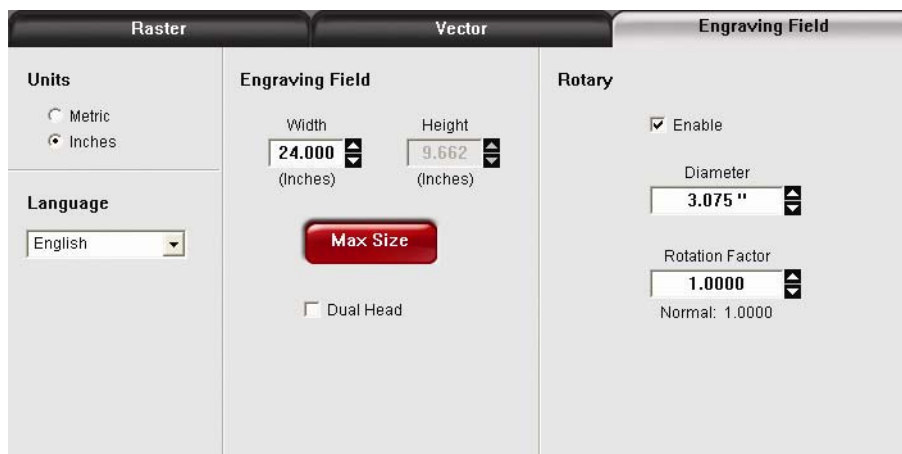 Raster
Vector
Engraving Field
Units
Metric
Inches
Language
English
Engraving Field
Width
Height
24.000
9.662
(Inches)
(Inches)
Max Size
Dual Head
Rotary
Enable
Diameter
3.075 "
Rotation Factor
1.0000
Normal: 1.0000